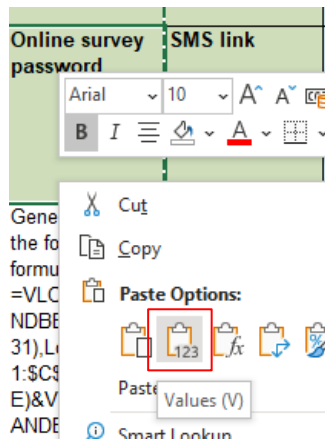 Online survey SMS link
password
Arial 10 A A
B I A
Cut
Gene
the fo Copy
formu
=VLC Paste Options:
NDBE
31),L 123 fx
1:$C$
E)&V Paste Values (V)
ANDE Smart Lookup